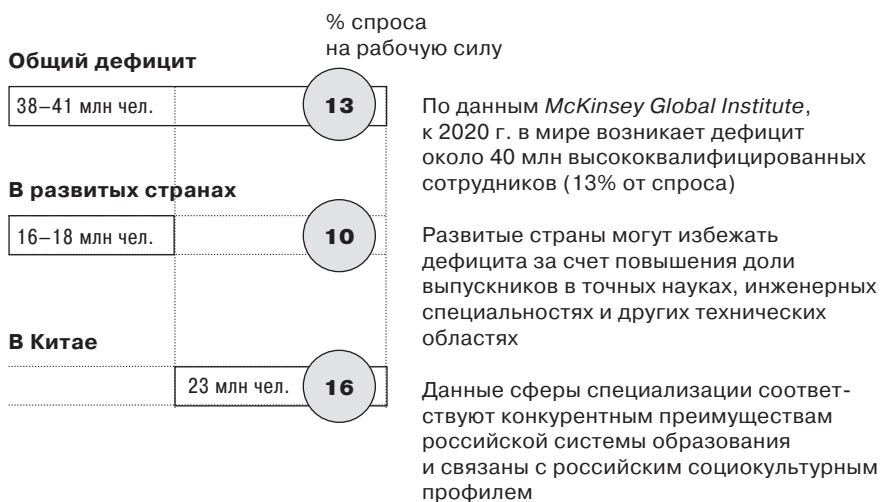 % спроса
на рабочую силу
Общий дефицит
38–41 млн чел.
13
В развитых странах
16–18 млн чел.
10
В Китае
23 млн чел.
16
По данным McKinsey Global Institute,
к 2020 г. в мире возникает дефицит
около 40 млн высококвалифицированных
сотрудников (13% от спроса)
Развитые страны могут избежать
дефицита за счет повышения доли
выпускников в точных науках, инженерных
специальностях и других технических
областях
Данные сферы специализации соответ-
ствуют конкурентным преимуществам
российской системы образования
и связаны с российским социокультурным
профилем